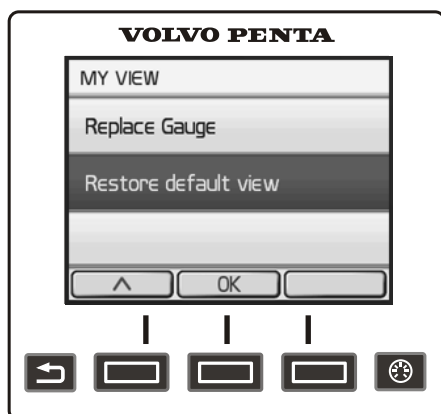 VOLVO PENTA
MY VIEW
Replace Gauge
Restore default view
OK